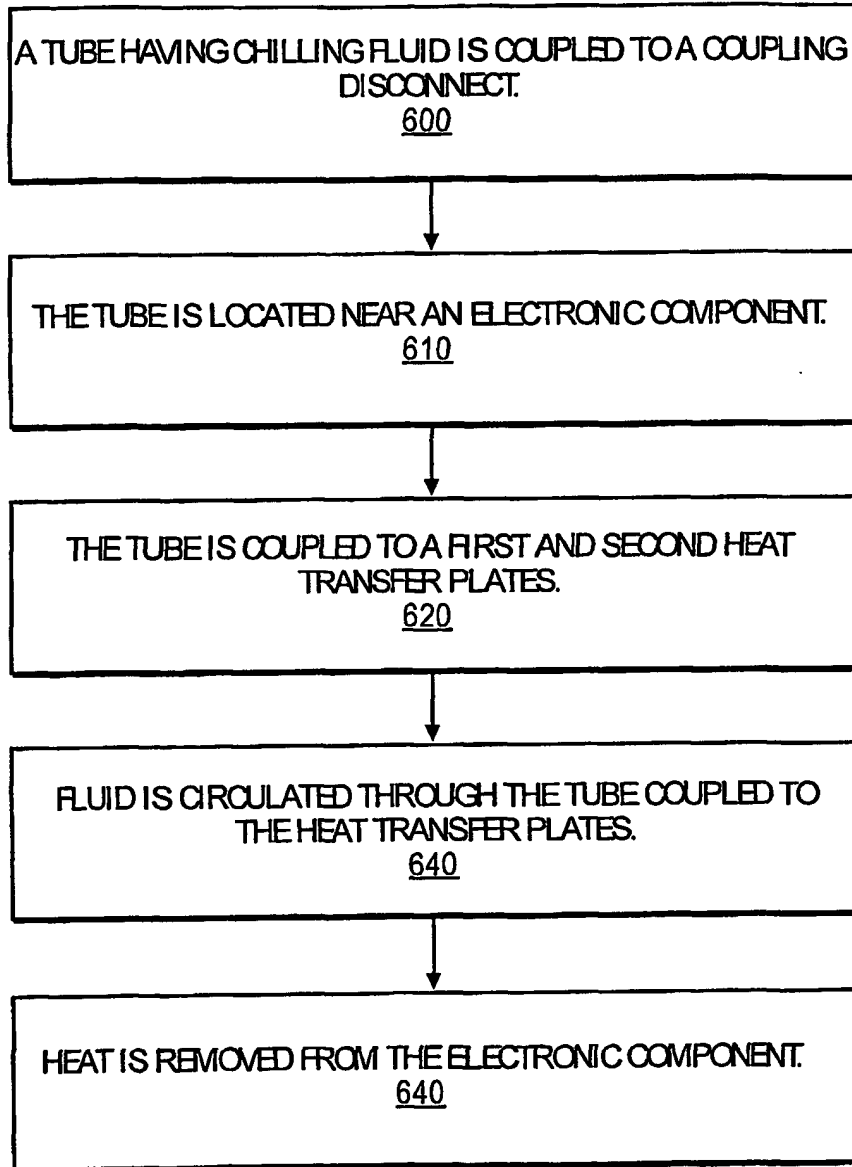 A TUBE HAVING CHILLING FLUID IS COUPLED TO A COUPLING
DISCONNECT.
600
THE TUBE IS LOCATED NEAR AN ELECTRONIC COMPONENT.
610
THE TUBE IS COUPLED TO A FIRST AND SECOND HEAT
TRANSFER PLATES.
620
FLUID IS CIRCULATED THROUGH THE TUBE COUPLED TO
THE HEAT TRANSFER PLATES.
640
HEAT IS REMOVED FROM THE ELECTRONIC COMPONENT.
640